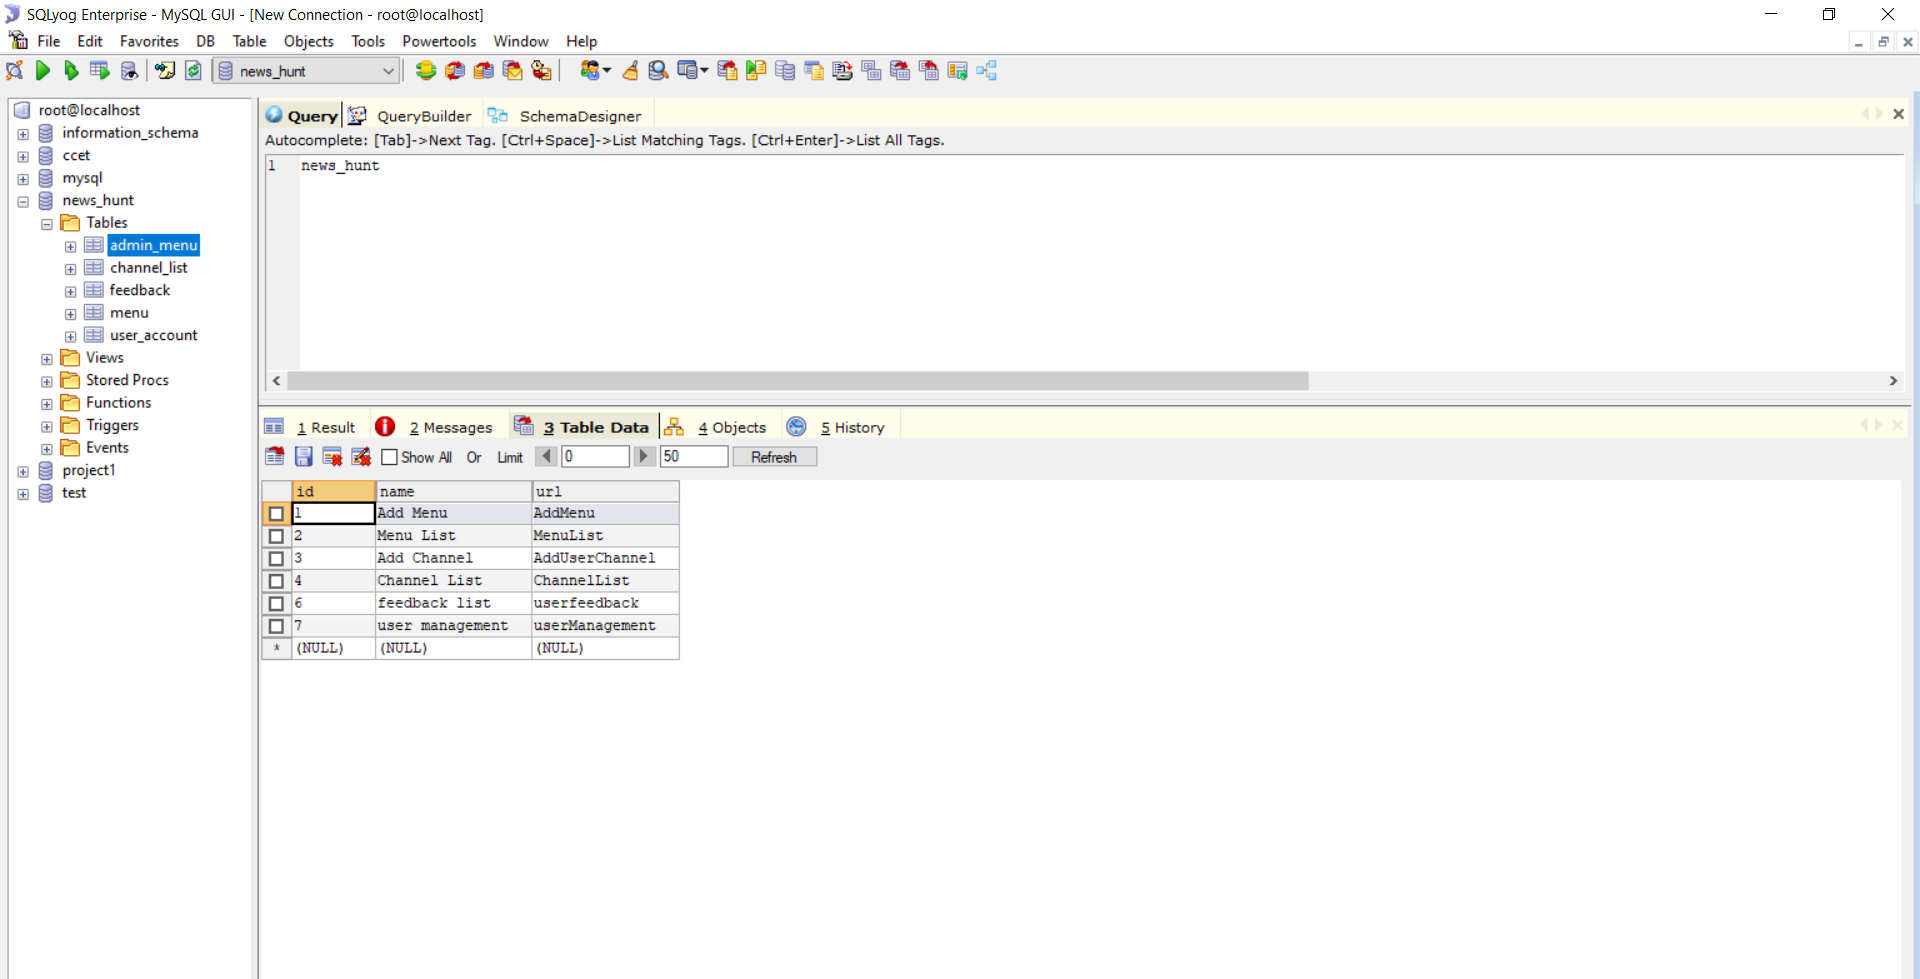 SQLyog Enterprise - MySQL GUI - [New Connection - root@localhost]
File Edit Favorites DB Table Objects Tools Powertools Window Help
news_hunt
root@localhost
information_schema
ccet
mysql
news_hunt
Tables
admin_menu
channel_list
feedback
menu
user_account
Views
Stored Procs
Functions
Triggers
Events
project1
test
Query QueryBuilder SchemaDesigner
Autocomplete: [Tab]->Next Tag. [Ctrl+Space]->List Matching Tags. [Ctrl+Enter]->List All Tags.
1 news_hunt
1 Result 2 Messages 3 Table Data 4 Objects 5 History
Show All Or Limit 0 50 Refresh
id name url
1 Add Menu AddMenu
2 Menu List MenuList
3 Add Channel AddUserChannel
4 Channel List ChannelList
6 feedback list userfeedback
7 user management userManagement
* (NULL) (NULL) (NULL)